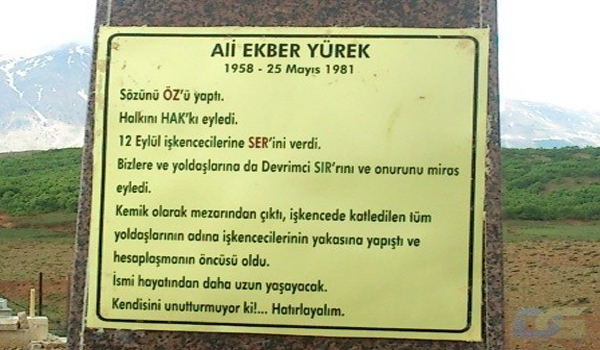 Ali EKBER YÜREK
1958 - 25 Mayıs 1981
Sözünü ÖZ'ü yaptı.
Halkını HAK'kı eyledi.
12 Eylül işkencecilerine SER'ini verdi.
Bizlere ve yoldaşlarına da Devrimci SIR'rını ve onurunu miras
eyledi.
Kemik olarak mezarından çıktı, işkencede katledilen tüm
yoldaşlarının adına işkencecilerinin yakasına yapıştı ve
hesaplaşmanın öncüsü oldu.
İsmi hayatından daha uzun yaşayacak.
Kendisini unutturmuyor ki!... Hatırlayalım.